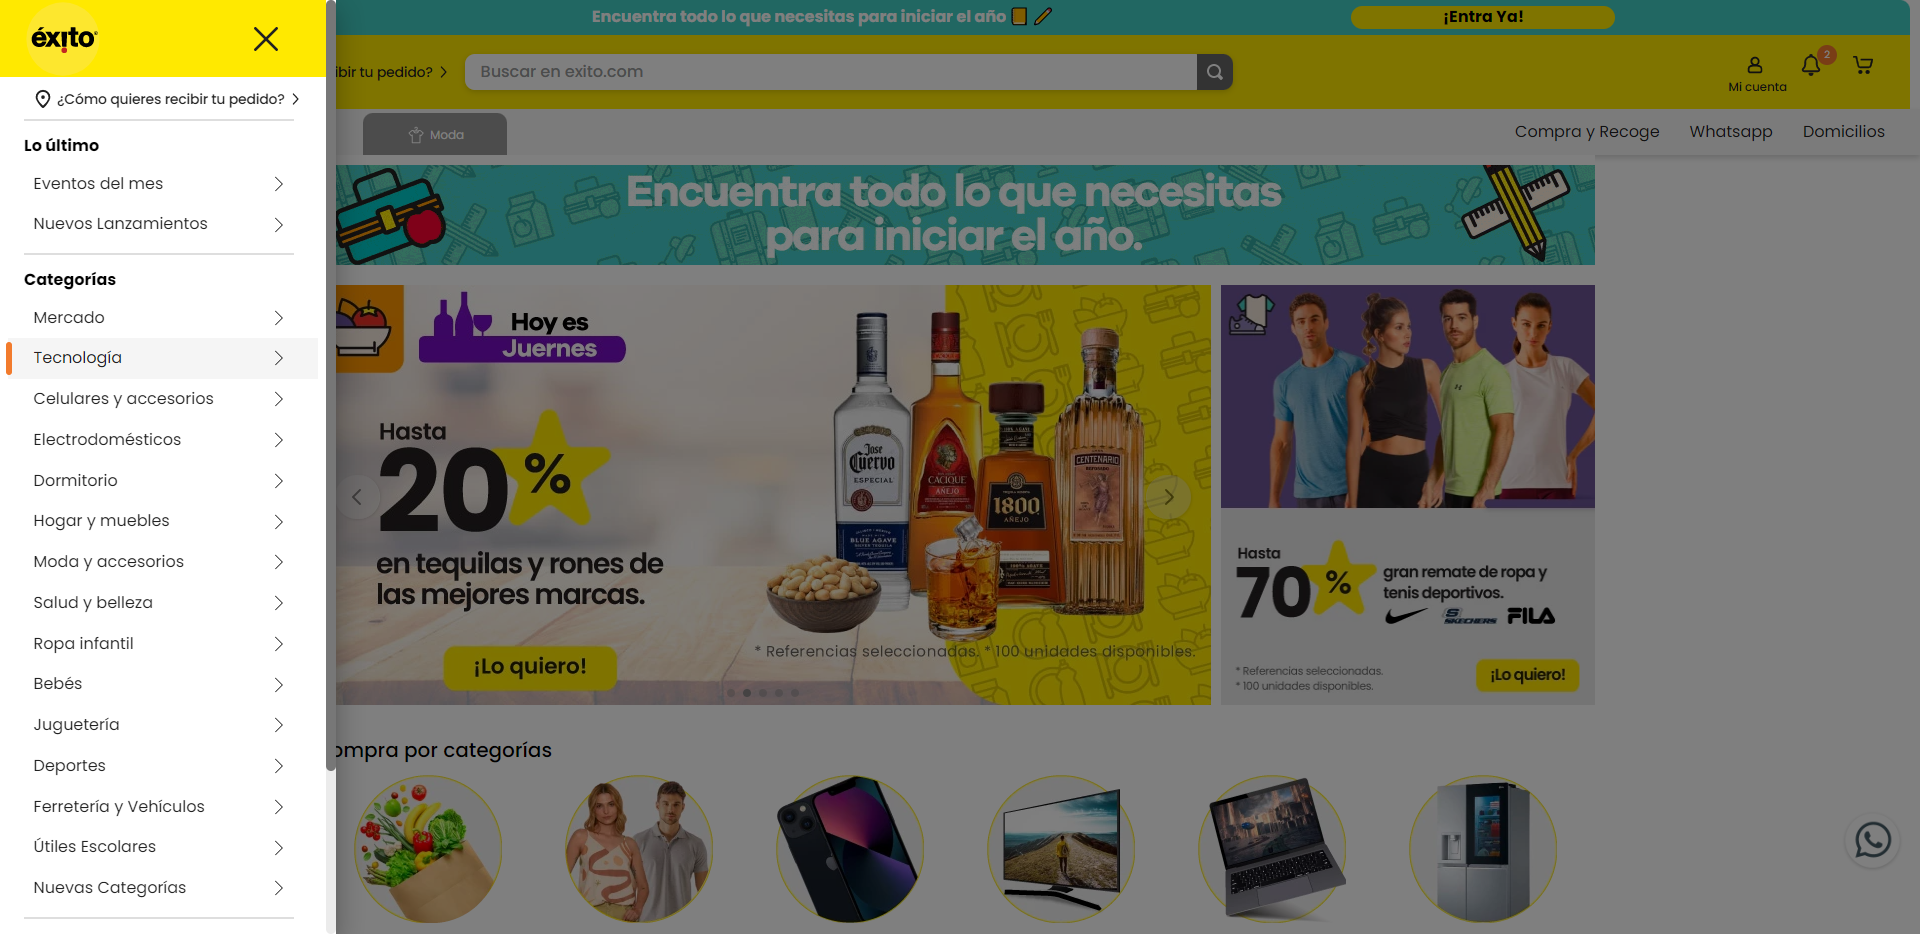 éxito
¿Cómo quieres recibir tu pedido?
Lo último
Eventos del mes
Nuevos Lanzamientos
Categorías
Mercado
Tecnología
Celulares y accesorios
Electrodomésticos
Dormitorio
Hogar y muebles
Moda y accesorios
Salud y belleza
Ropa infantil
Bebés
Juguetería
Deportes
Ferretería y Vehículos
Útiles Escolares
Nuevas Categorías
Encuentra todo lo que necesitas para iniciar el año
¡Entra Ya!
ibir tu pedido?
Buscar en exito.com
Mi cuenta
2
Moda
Compra y Recoge
Whatsapp
Domicilios
Encuentra todo lo que necesitas
para iniciar el año.
Hoy es
Juernes
Hasta
20%
en tequilas y rones de
las mejores marcas.
¡Lo quiero!
Jose
Cuervo
ESPECIAL
BLUE AGAVE
CACIQUE
AÑEJO
1800
AÑEJO
CENTENARIO
* Referencias seleccionadas. * 100 unidades disponibles.
Hasta
70%
gran remate de ropa y
tenis deportivos.
SKECHERS
FILA
* Referencias seleccionadas.
* 100 unidades disponibles.
¡Lo quiero!
ompra por categorías